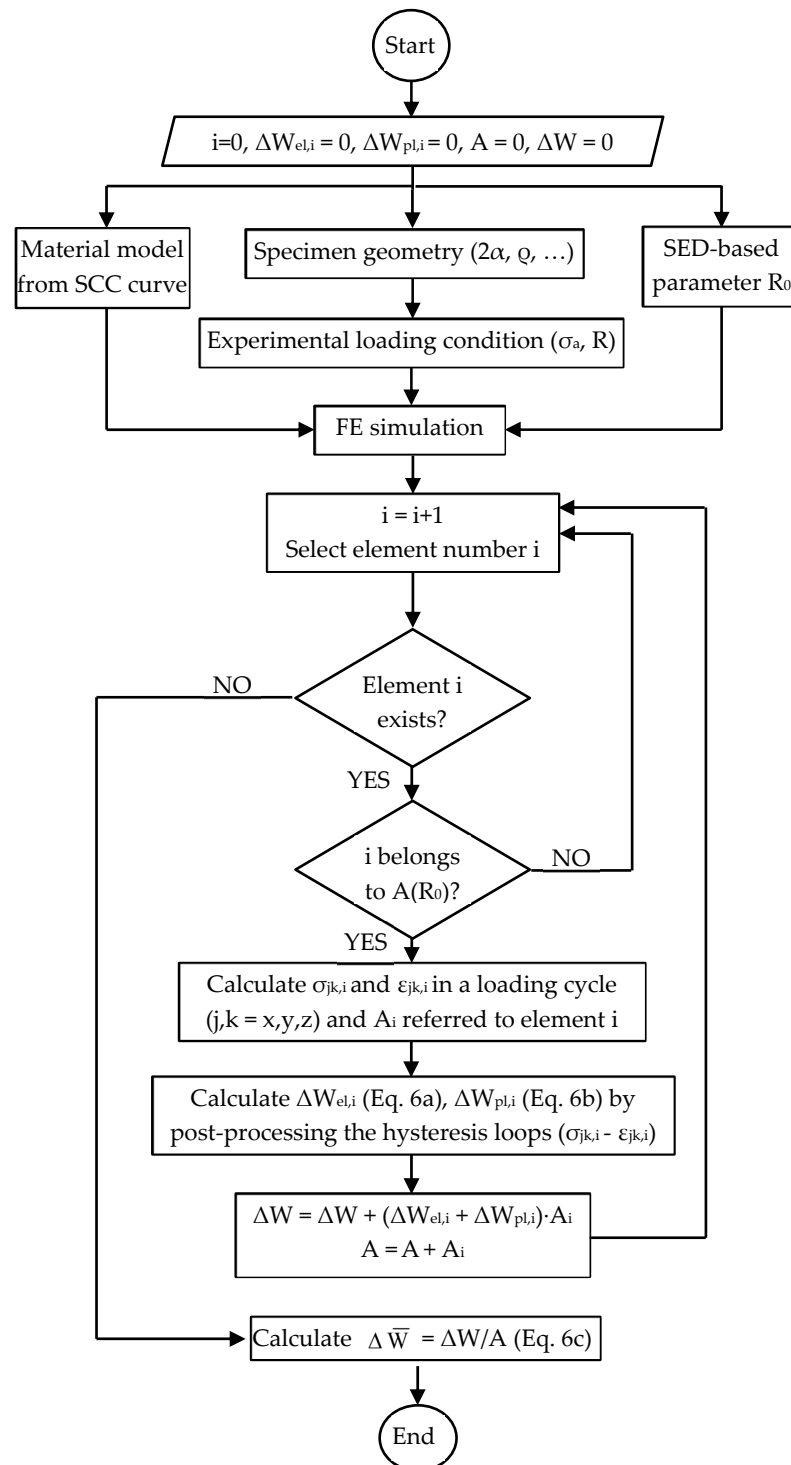 Start
i=0, ΔWel,i = 0, ΔWpl,i = 0, A = 0, ΔW = 0
Material model
from SCC curve
Specimen geometry (2α, ϱ, …)
SED-based
parameter R0
Experimental loading condition (σa, R)
FE simulation
i = i+1
Select element number i
NO
Element i
exists?
YES
i belongs
to A(R0)?
NO
YES
Calculate σjk,i and εjk,i in a loading cycle
(j,k = x,y,z) and Ai referred to element i
Calculate ΔWel,i (Eq. 6a), ΔWpl,i (Eq. 6b) by
post-processing the hysteresis loops (σjk,i - εjk,i)
ΔW = ΔW + (ΔWel,i + ΔWpl,i)·Ai
A = A + Ai
Calculate Δ W̅ = ΔW/A (Eq. 6c)
End